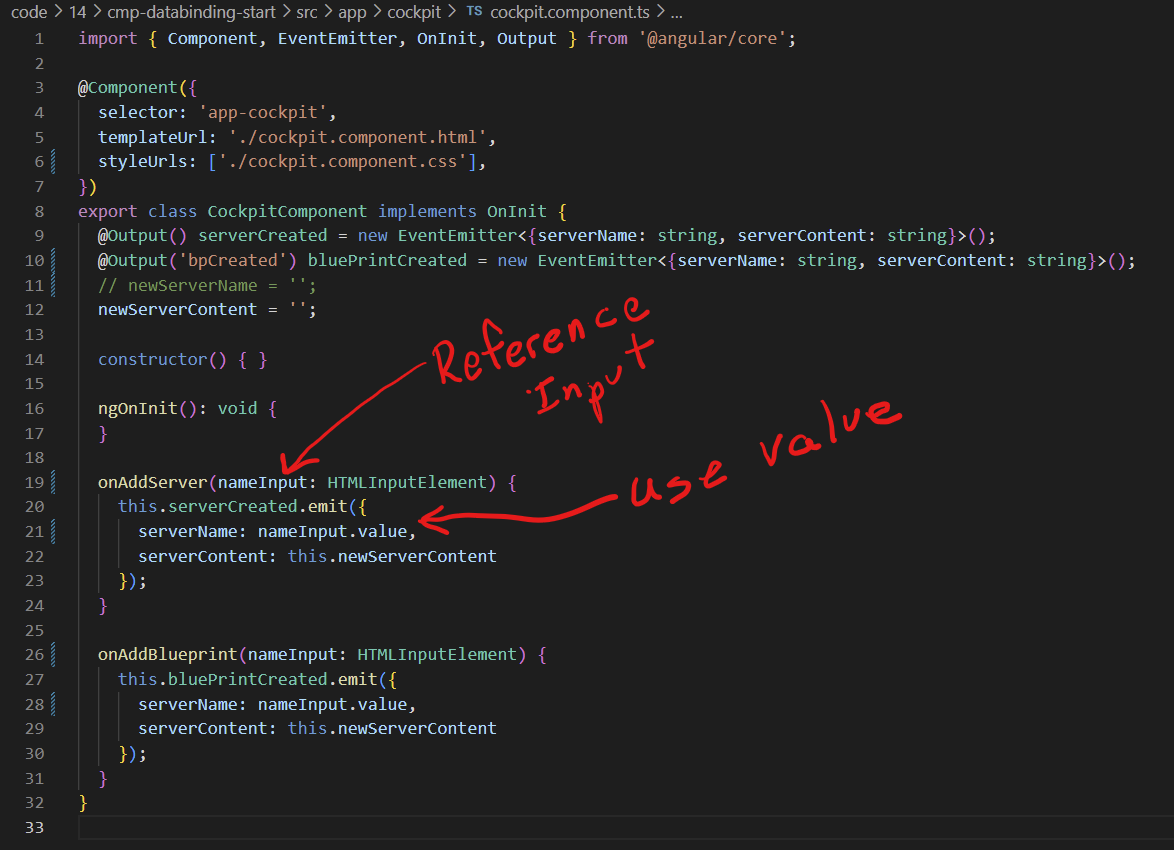 code > 14 > cmp-databinding-start > src > app > cockpit > TS cockpit.component.ts > ...
1 import { Component, EventEmitter, OnInit, Output } from '@angular/core';
2
3 @Component({
4   selector: 'app-cockpit',
5   templateUrl: './cockpit.component.html',
6   styleUrls: ['./cockpit.component.css'],
7 })
8 export class CockpitComponent implements OnInit {
9   @Output() serverCreated = new EventEmitter<{serverName: string, serverContent: string}>();
10   @Output('bpCreated') bluePrintCreated = new EventEmitter<{serverName: string, serverContent: string}>();
11   // newServerName = '';
12   newServerContent = '';
13
14   constructor() { }
15
16   ngOnInit(): void {
17   }
18
Reference
Input
19   onAddServer(nameInput: HTMLInputElement) {
20     this.serverCreated.emit({
use value
21       serverName: nameInput.value,
22       serverContent: this.newServerContent
23     });
24   }
25
26   onAddBlueprint(nameInput: HTMLInputElement) {
27     this.bluePrintCreated.emit({
28       serverName: nameInput.value,
29       serverContent: this.newServerContent
30     });
31   }
32 }
33